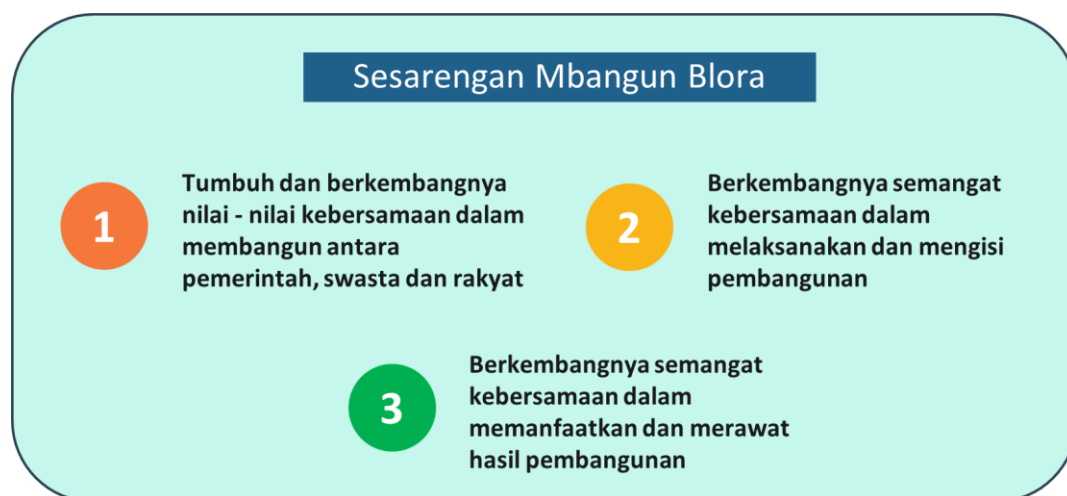 Sesarengan Mbangun Blora
1
Tumbuh dan berkembangnya
nilai - nilai kebersamaan dalam
membangun antara
pemerintah, swasta dan rakyat
2
Berkembangnya semangat
kebersamaan dalam
melaksanakan dan mengisi
pembangunan
3
Berkembangnya semangat
kebersamaan dalam
memanfaatkan dan merawat
hasil pembangunan